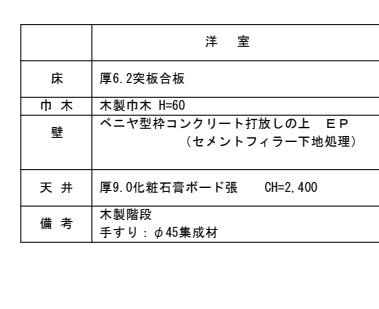 洋 室
床 厚6.2突板合板
巾 木 木製巾木 H=60
壁 ベニヤ型枠コンクリート打放しの上 ＥＰ
（セメントフィラー下地処理）
天 井 厚9.0化粧石膏ボード張 CH=2,400
備 考 木製階段
手すり：φ45集成材